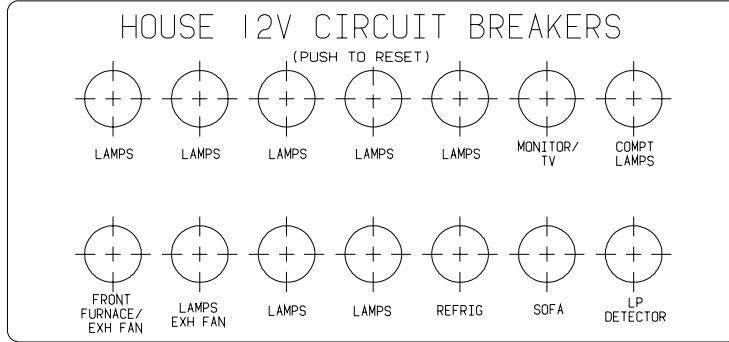 HOUSE 12V CIRCUIT BREAKERS
(PUSH TO RESET)
LAMPS LAMPS LAMPS LAMPS LAMPS MONITOR/ TV COMPT LAMPS
FRONT FURNACE/ EXH FAN LAMPS EXH FAN LAMPS LAMPS REFRIG SOFA LP DETECTOR